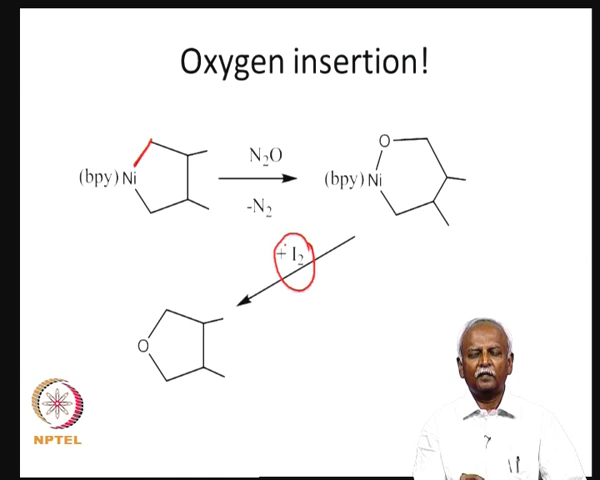 Oxygen insertion!
(bpy) Ni
N₂O
-N₂
O
(bpy) Ni
+ I₂
O
NPTEL